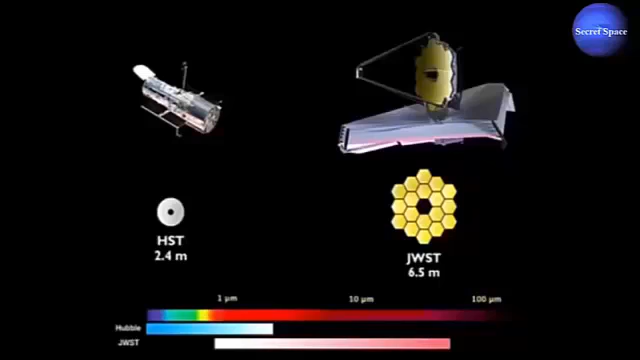 Secret Space
HST
2.4 m
JWST
6.5 m
1 µm
10 µm
100 µm
Hubble
JWST